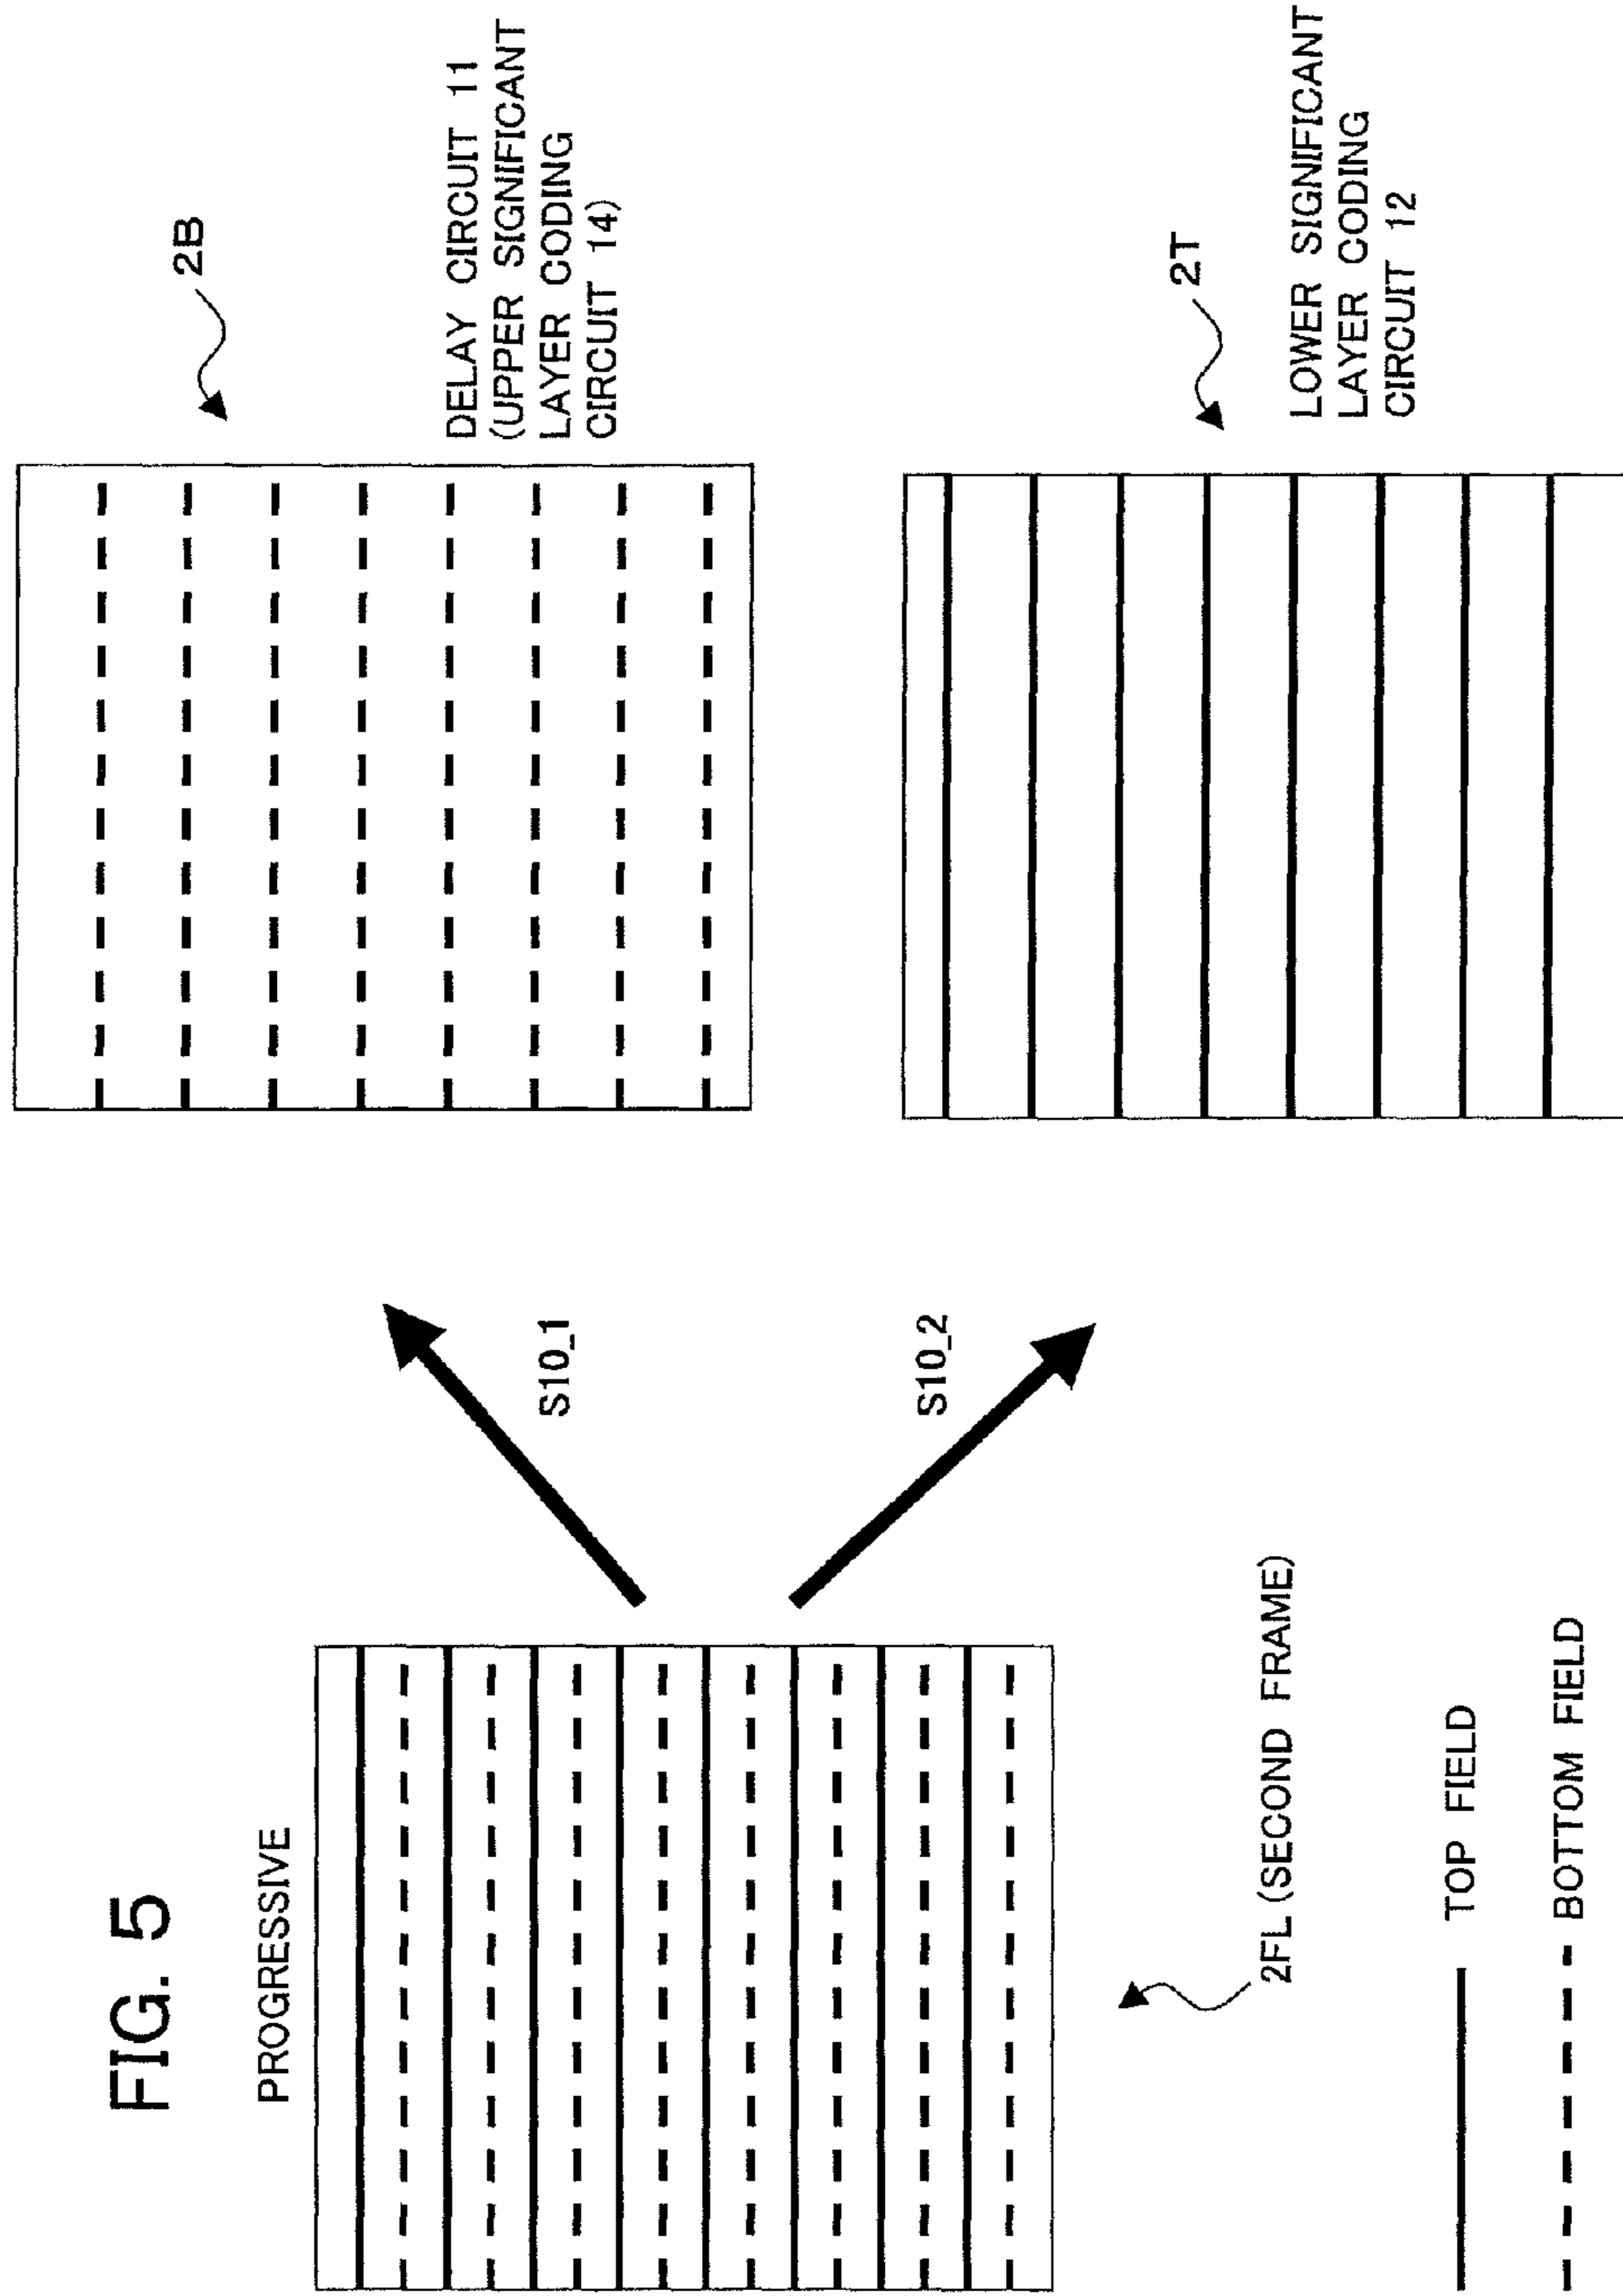 FIG. 5
PROGRESSIVE
2FL(SECOND FRAME)
S10_1
S10_2
2B
DELAY CIRCUIT 11
(UPPER SIGNIFICANT
LAYER CODING
CIRCUIT 14)
2T
LOWER SIGNIFICANT
LAYER CODING
CIRCUIT 12
TOP FIELD
BOTTOM FIELD